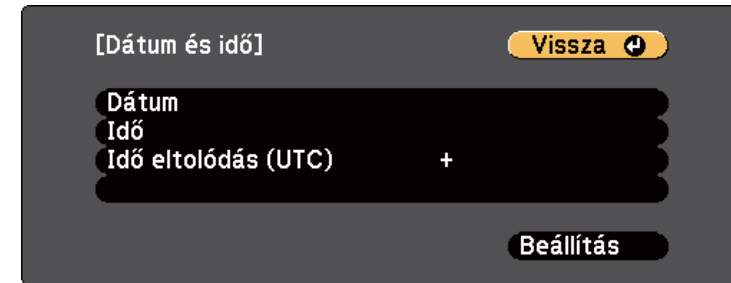 [Dátum és idő]
Vissza
Dátum
Idő
Idő eltolódás (UTC) +
Beállítás